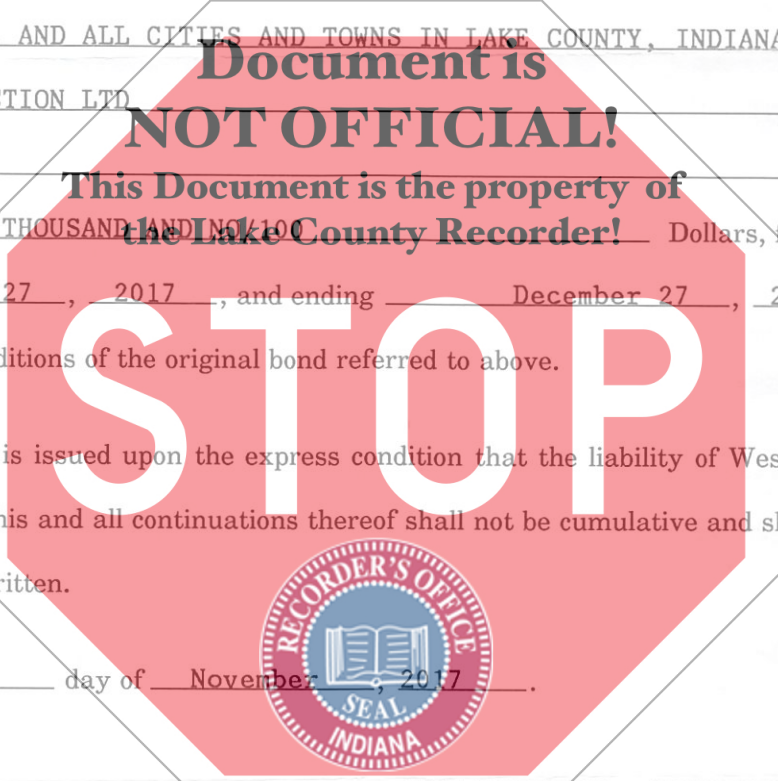 AND ALL CITIES AND TOWNS IN LAKE COUNTY, INDIANA
Document is
CTION LTD
NOT OFFICIAL!
This Document is the property of
THOUSAND AND NO/100 Dollars,
the Lake County Recorder!
27, 2017, and ending December 27, 2
STOP
ditions of the original bond referred to above.
is issued upon the express condition that the liability of Wes
his and all continuations thereof shall not be cumulative and sh
ritten.
RECORDER'S OFFICE
day of November, 2017.
SEAL
INDIANA